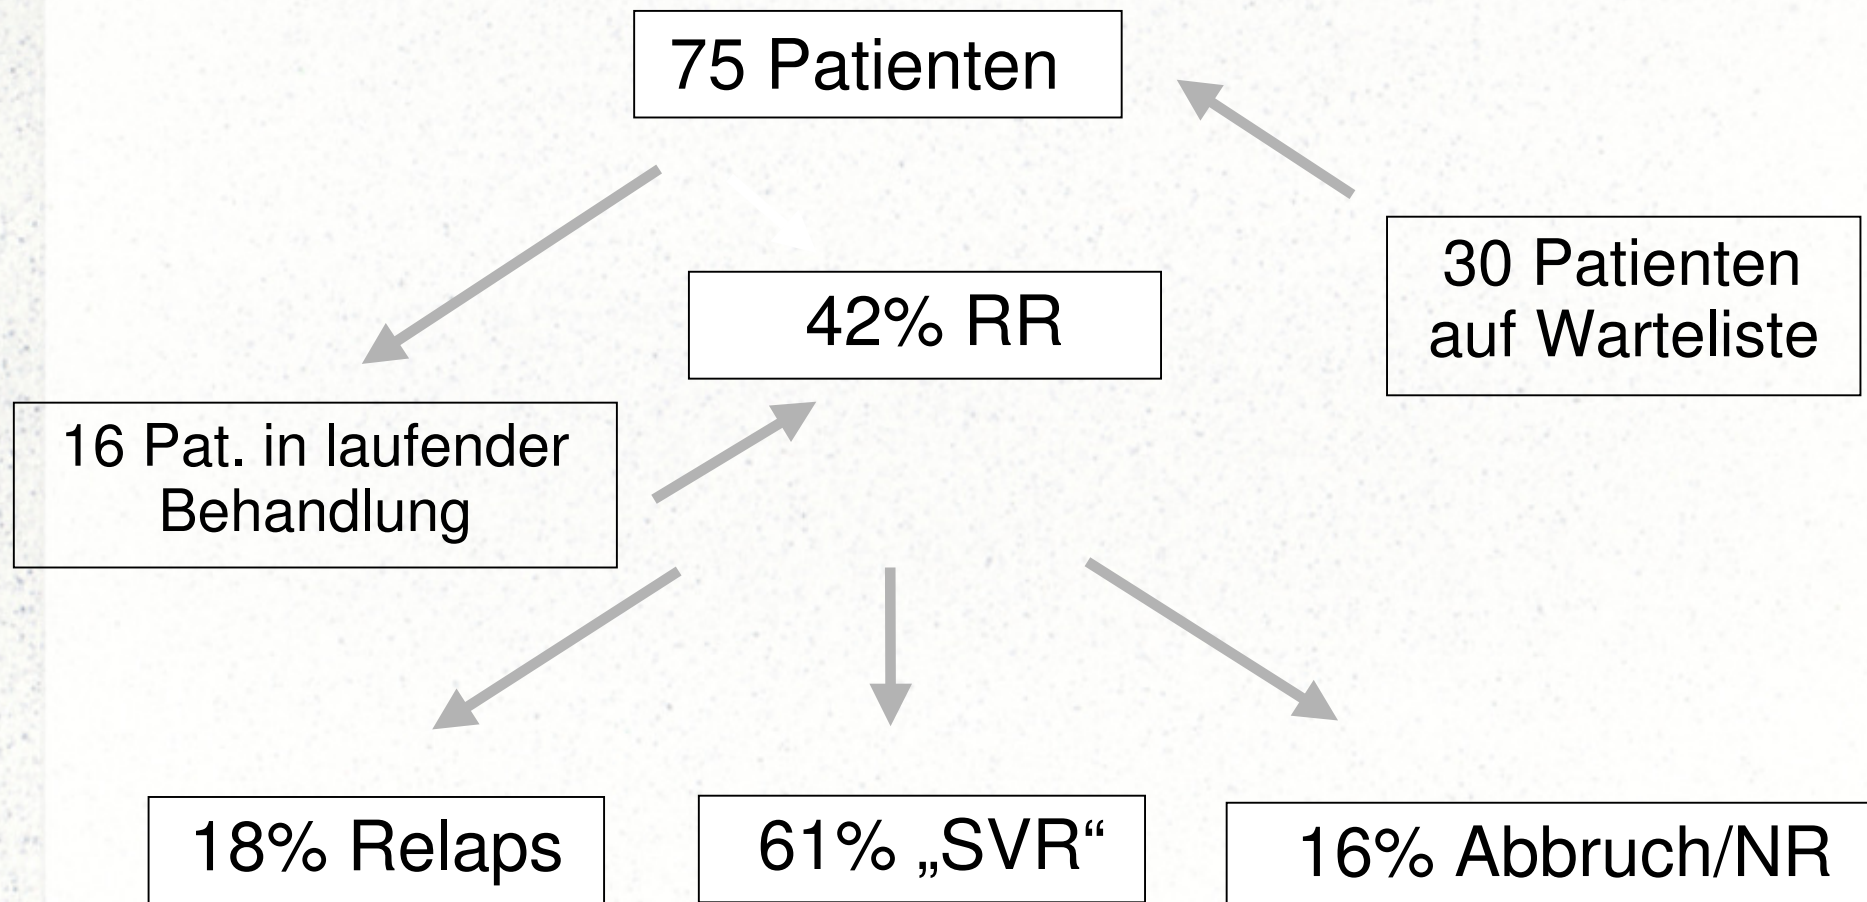 75 Patienten
30 Patienten
auf Warteliste
42% RR
16 Pat. in laufender
Behandlung
18% Relaps
61% „SVR“
16% Abbruch/NR